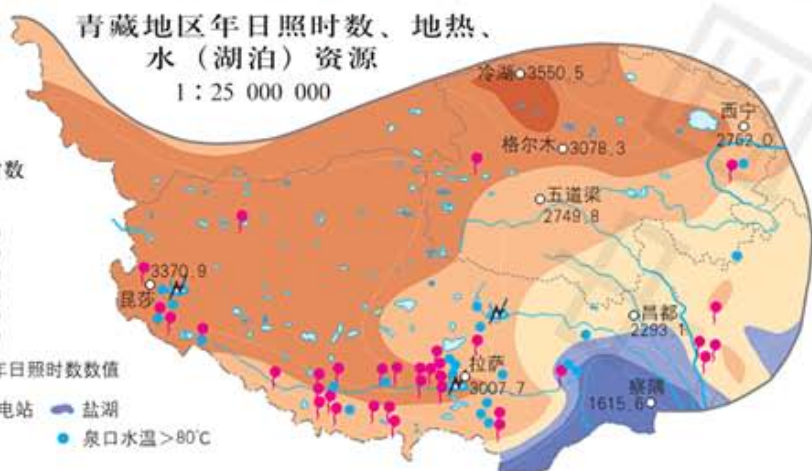 青藏地区年日照时数、地热、
水（湖泊）资源
1：25 000 000
冷湖 3550.5
西宁
2762.0
格尔木 3078.3
五道梁
2749.8
数
3370.9
昆莎
昌都
2293.1
年日照时数数值
拉萨
3007.7
电站 盐湖
察隅
1615.6
泉口水温>80℃